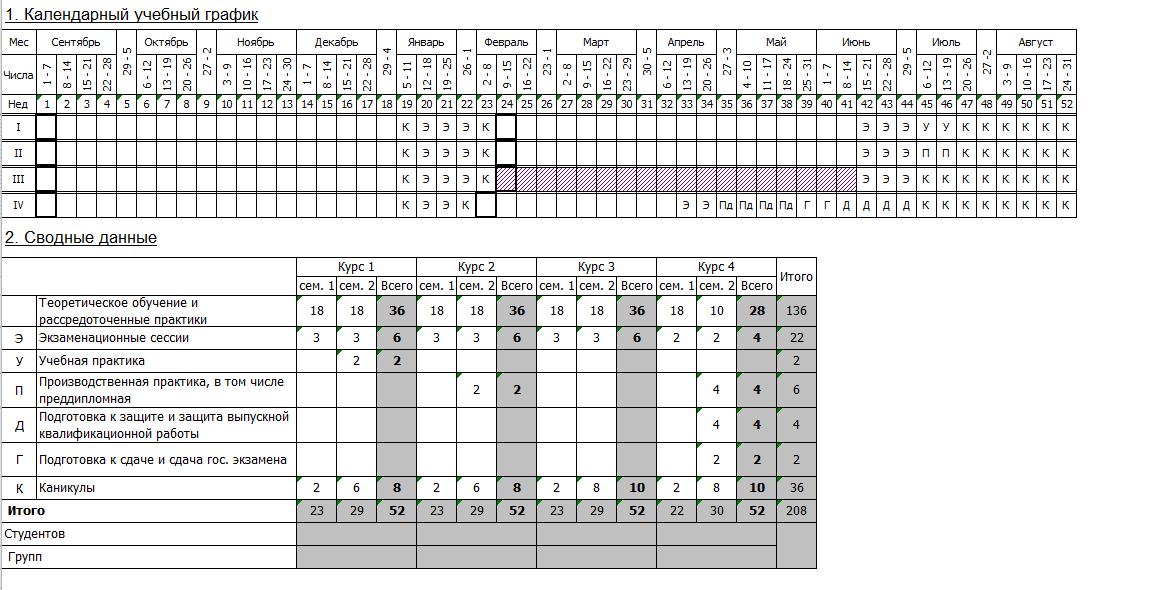 1. Календарный учебный график
Мес Сентябрь 29 - 5 Октябрь 27 - 2 Ноябрь Декабрь 29 - 4 Январь 26 - 1 Февраль 23 - 1 Март 30 - 5 Апрель 27 - 3 Май Июнь 29 - 5 Июль 27 -2 Август
Числа 1 - 7 8 - 14 15 - 21 22 - 28 6 - 12 13 - 19 20 - 26 3 - 9 10 - 16 17 - 23 24 - 30 1 - 7 8 - 14 15 - 21 22 - 28 5 - 11 12 - 18 19 - 25 2 - 8 9 - 15 16 - 22 2 - 8 9 - 15 16 - 22 23 - 29 6 - 12 13 - 19 20 - 26 4 - 10 11 - 17 18 - 24 25 - 31 1 - 7 8 - 14 15 - 21 22 - 28 6 - 12 13 - 19 20 - 26 3 - 9 10 - 16 17 - 23 24 - 31
Нед 1 2 3 4 5 6 7 8 9 10 11 12 13 14 15 16 17 18 19 20 21 22 23 24 25 26 27 28 29 30 31 32 33 34 35 36 37 38 39 40 41 42 43 44 45 46 47 48 49 50 51 52
I К Э Э Э К Э Э Э У У К К К К К К
II К Э Э Э К Э Э Э П П К К К К К К
III К Э Э Э К Э Э Э К К К К К К К К
IV К Э Э К Э Э Пд Пд Пд Пд Г Г Д Д Д Д К К К К К К К К
2. Сводные данные
Курс 1 Курс 2 Курс 3 Курс 4 Итого
сем. 1 сем. 2 Всего сем. 1 сем. 2 Всего сем. 1 сем. 2 Всего сем. 1 сем. 2 Всего
Теоретическое обучение и
рассредоточенные практики 18 18 36 18 18 36 18 18 36 18 10 28 136
Э Экзаменационные сессии 3 3 6 3 3 6 3 3 6 2 2 4 22
У Учебная практика 2 2 2
Производственная практика, в том числе
П преддипломная 2 2 4 4 6
Подготовка к защите и защита выпускной
Д квалификационной работы 4 4 4
Г Подготовка к сдаче и сдача гос. экзамена 2 2 2
К Каникулы 2 6 8 2 6 8 2 8 10 2 8 10 36
Итого 23 29 52 23 29 52 23 29 52 22 30 52 208
Студентов
Групп